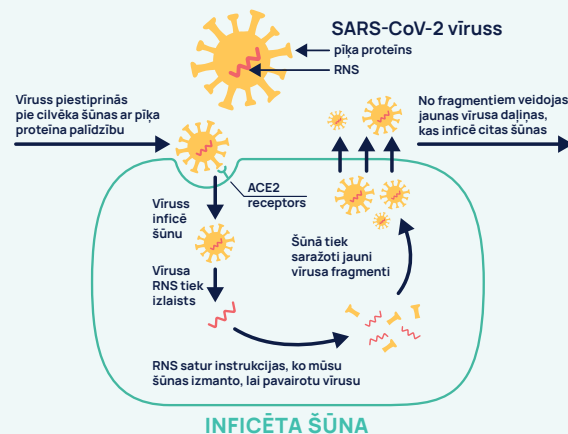 SARS-CoV-2 vīruss
pīķa proteīns
RNS
Vīruss piestiprinās
pie cilvēka šūnas ar pīķa
proteīna palīdzību
No fragmentiem veidojas
jaunas vīrusa daļiņas,
kas inficē citas šūnas
ACE2
receptors
Vīruss
inficē
šūnu
Vīrusa
RNS tiek
izlaists
Šūnā tiek
saražoti jauni
vīrusa fragmenti
RNS satur instrukcijas, ko mūsu
šūnas izmanto, lai pavairotu vīrusu
INFICĒTA ŠŪNA